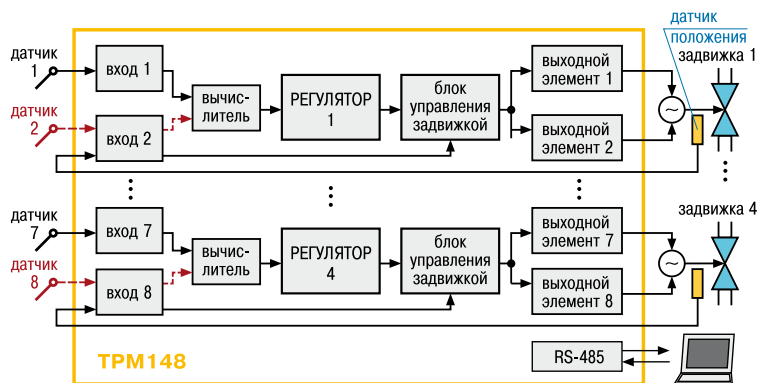 датчик
положения
датчик
1
вход 1
вычис-
литель
РЕГУЛЯТОР
1
блок
управления
задвижкой
выходной
элемент 1
задвижка 1
датчик
2
вход 2
выходной
элемент 2
датчик
7
вход 7
вычис-
литель
РЕГУЛЯТОР
4
блок
управления
задвижкой
выходной
элемент 7
задвижка 4
датчик
8
вход 8
выходной
элемент 8
ТРМ148
RS-485